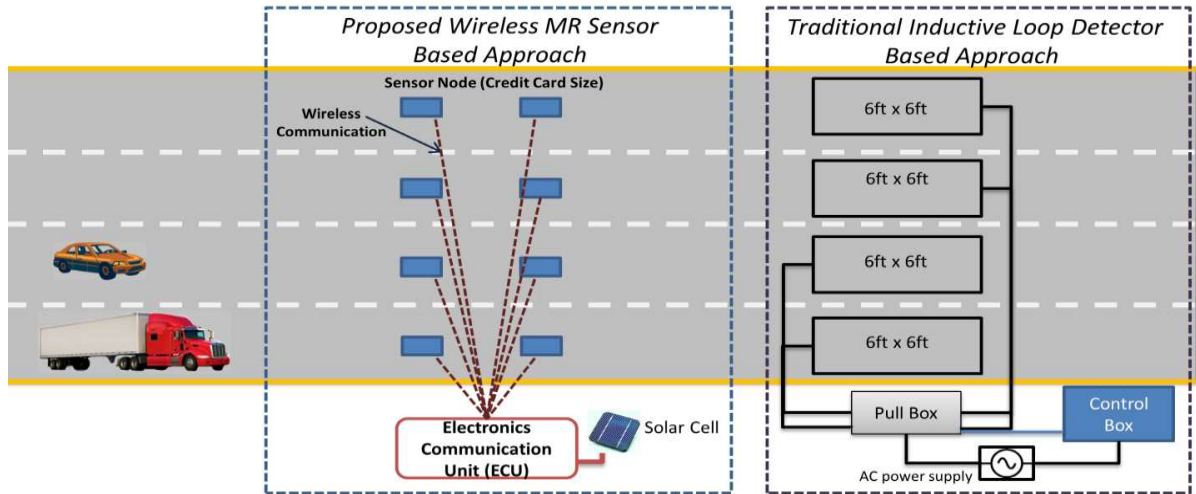 Proposed Wireless MR Sensor
Based Approach
Sensor Node (Credit Card Size)
Wireless
Communication
Electronics
Communication
Unit (ECU)
Solar Cell
Traditional Inductive Loop Detector
Based Approach
6ft x 6ft
6ft x 6ft
6ft x 6ft
6ft x 6ft
Pull Box
Control
Box
AC power supply